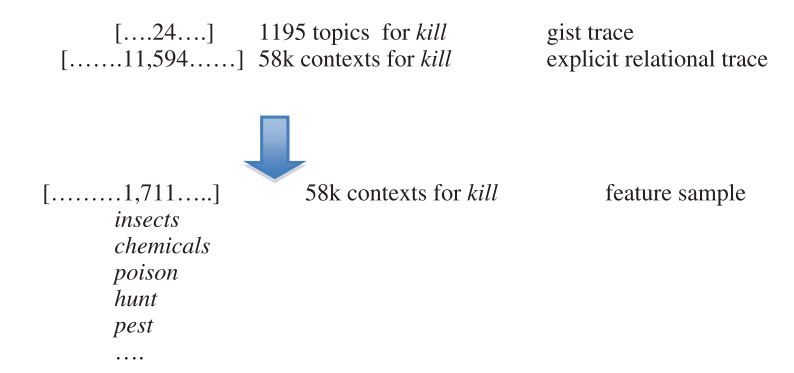 [….24….] 1195 topics for kill gist trace
[…….11,594……] 58k contexts for kill explicit relational trace
[………1,711…..] 58k contexts for kill feature sample
insects
chemicals
poison
hunt
pest
….